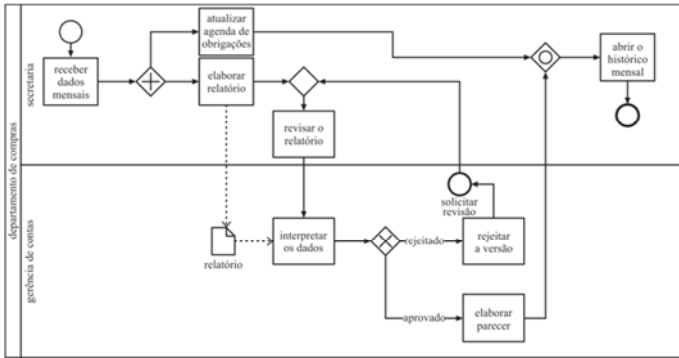 departamento de compras
secretaria
receber
dados
mensais
atualizar
agenda de
obrigações
elaborar
relatório
revisar o
relatório
abrir o
histórico
mensal
gerência de contas
relatório
interpretar
os dados
rejeitado
solicitar
revisão
rejeitar
a versão
aprovado
elaborar
parecer